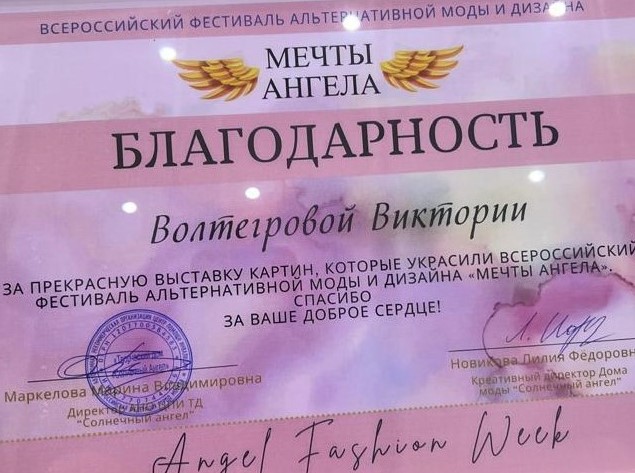 ВСЕРОССИЙСКИЙ ФЕСТИВАЛЬ АЛЬТЕРНАТИВНОЙ МОДЫ И ДИЗАЙНА
МЕЧТЫ
АНГЕЛА
БЛАГОДАРНОСТЬ
Волтегровой Виктории
ЗА ПРЕКРАСНУЮ ВЫСТАВКУ КАРТИН, КОТОРЫЕ УКРАСИЛИ ВСЕРОССИЙСКИЙ
ФЕСТИВАЛЬ АЛЬТЕРНАТИВНОЙ МОДЫ И ДИЗАЙНА «МЕЧТЫ АНГЕЛА».
СПАСИБО
ЗА ВАШЕ ДОБРОЕ СЕРДЦЕ!
Маркелова Марина Владимировна
Директор АНО ТД
"Солнечный ангел"
Новикова Лилия Фёдоровн
Креативный директор Дома
моды "Солнечный ангел"
Angel Fashion Week